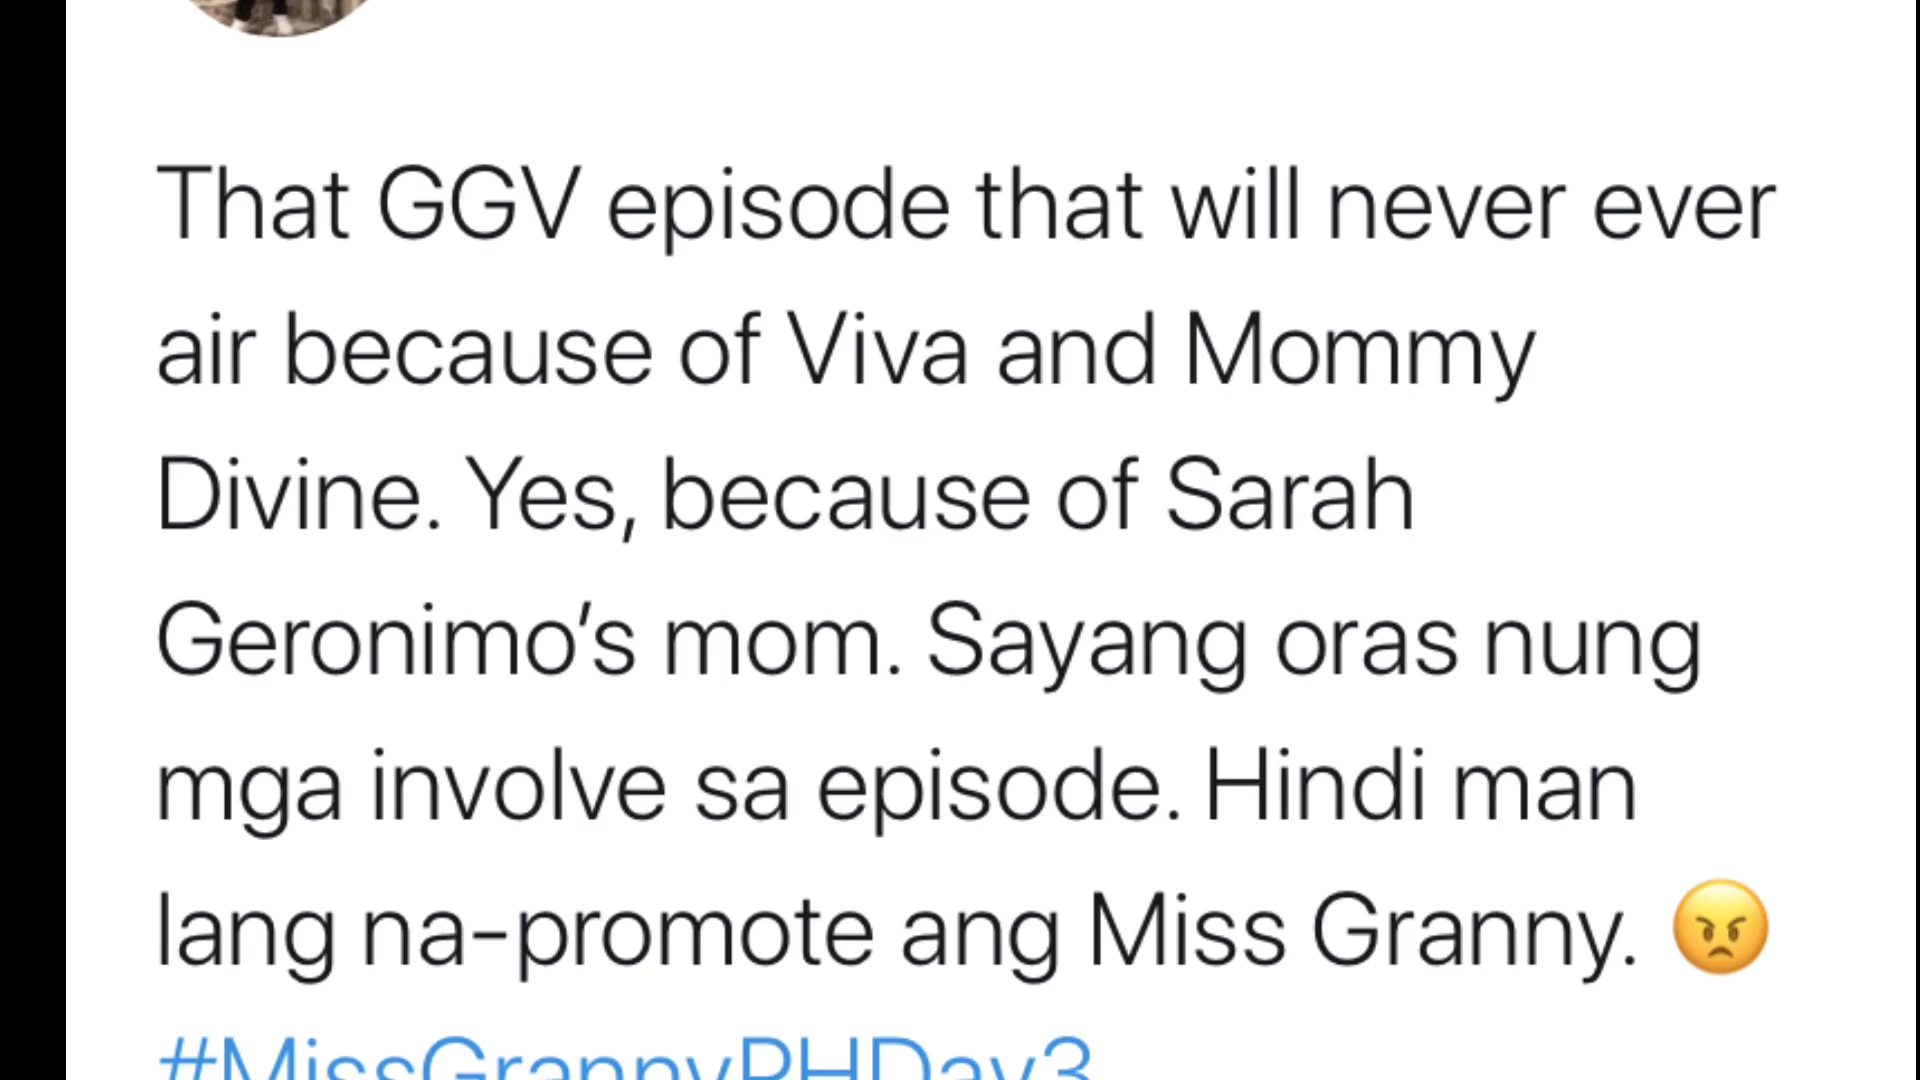 That GGV episode that will never ever
air because of Viva and Mommy
Divine. Yes, because of Sarah
Geronimo’s mom. Sayang oras nung
mga involve sa episode. Hindi man
lang na-promote ang Miss Granny. 😠
#MissGrannyPHDay3